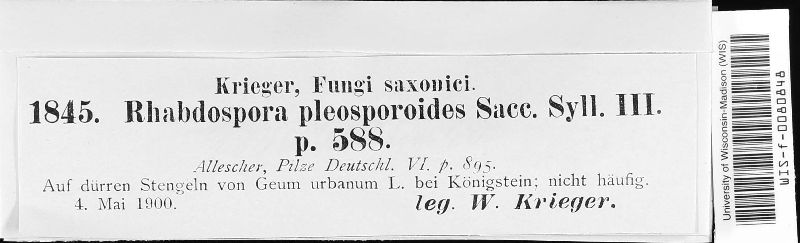 Krieger, Fungi saxonici.
1845. Rhabdospora pleosporoides Sacc. Syll. III.
p. 588.
Allescher, Pilze Deutschl. VI. p. 895.
Auf dürren Stengeln von Geum urbanum L. bei Königstein; nicht häufig.
4. Mai 1900. leg. W. Krieger.
University of Wisconsin-Madison (WIS)
WIS-f-0080848